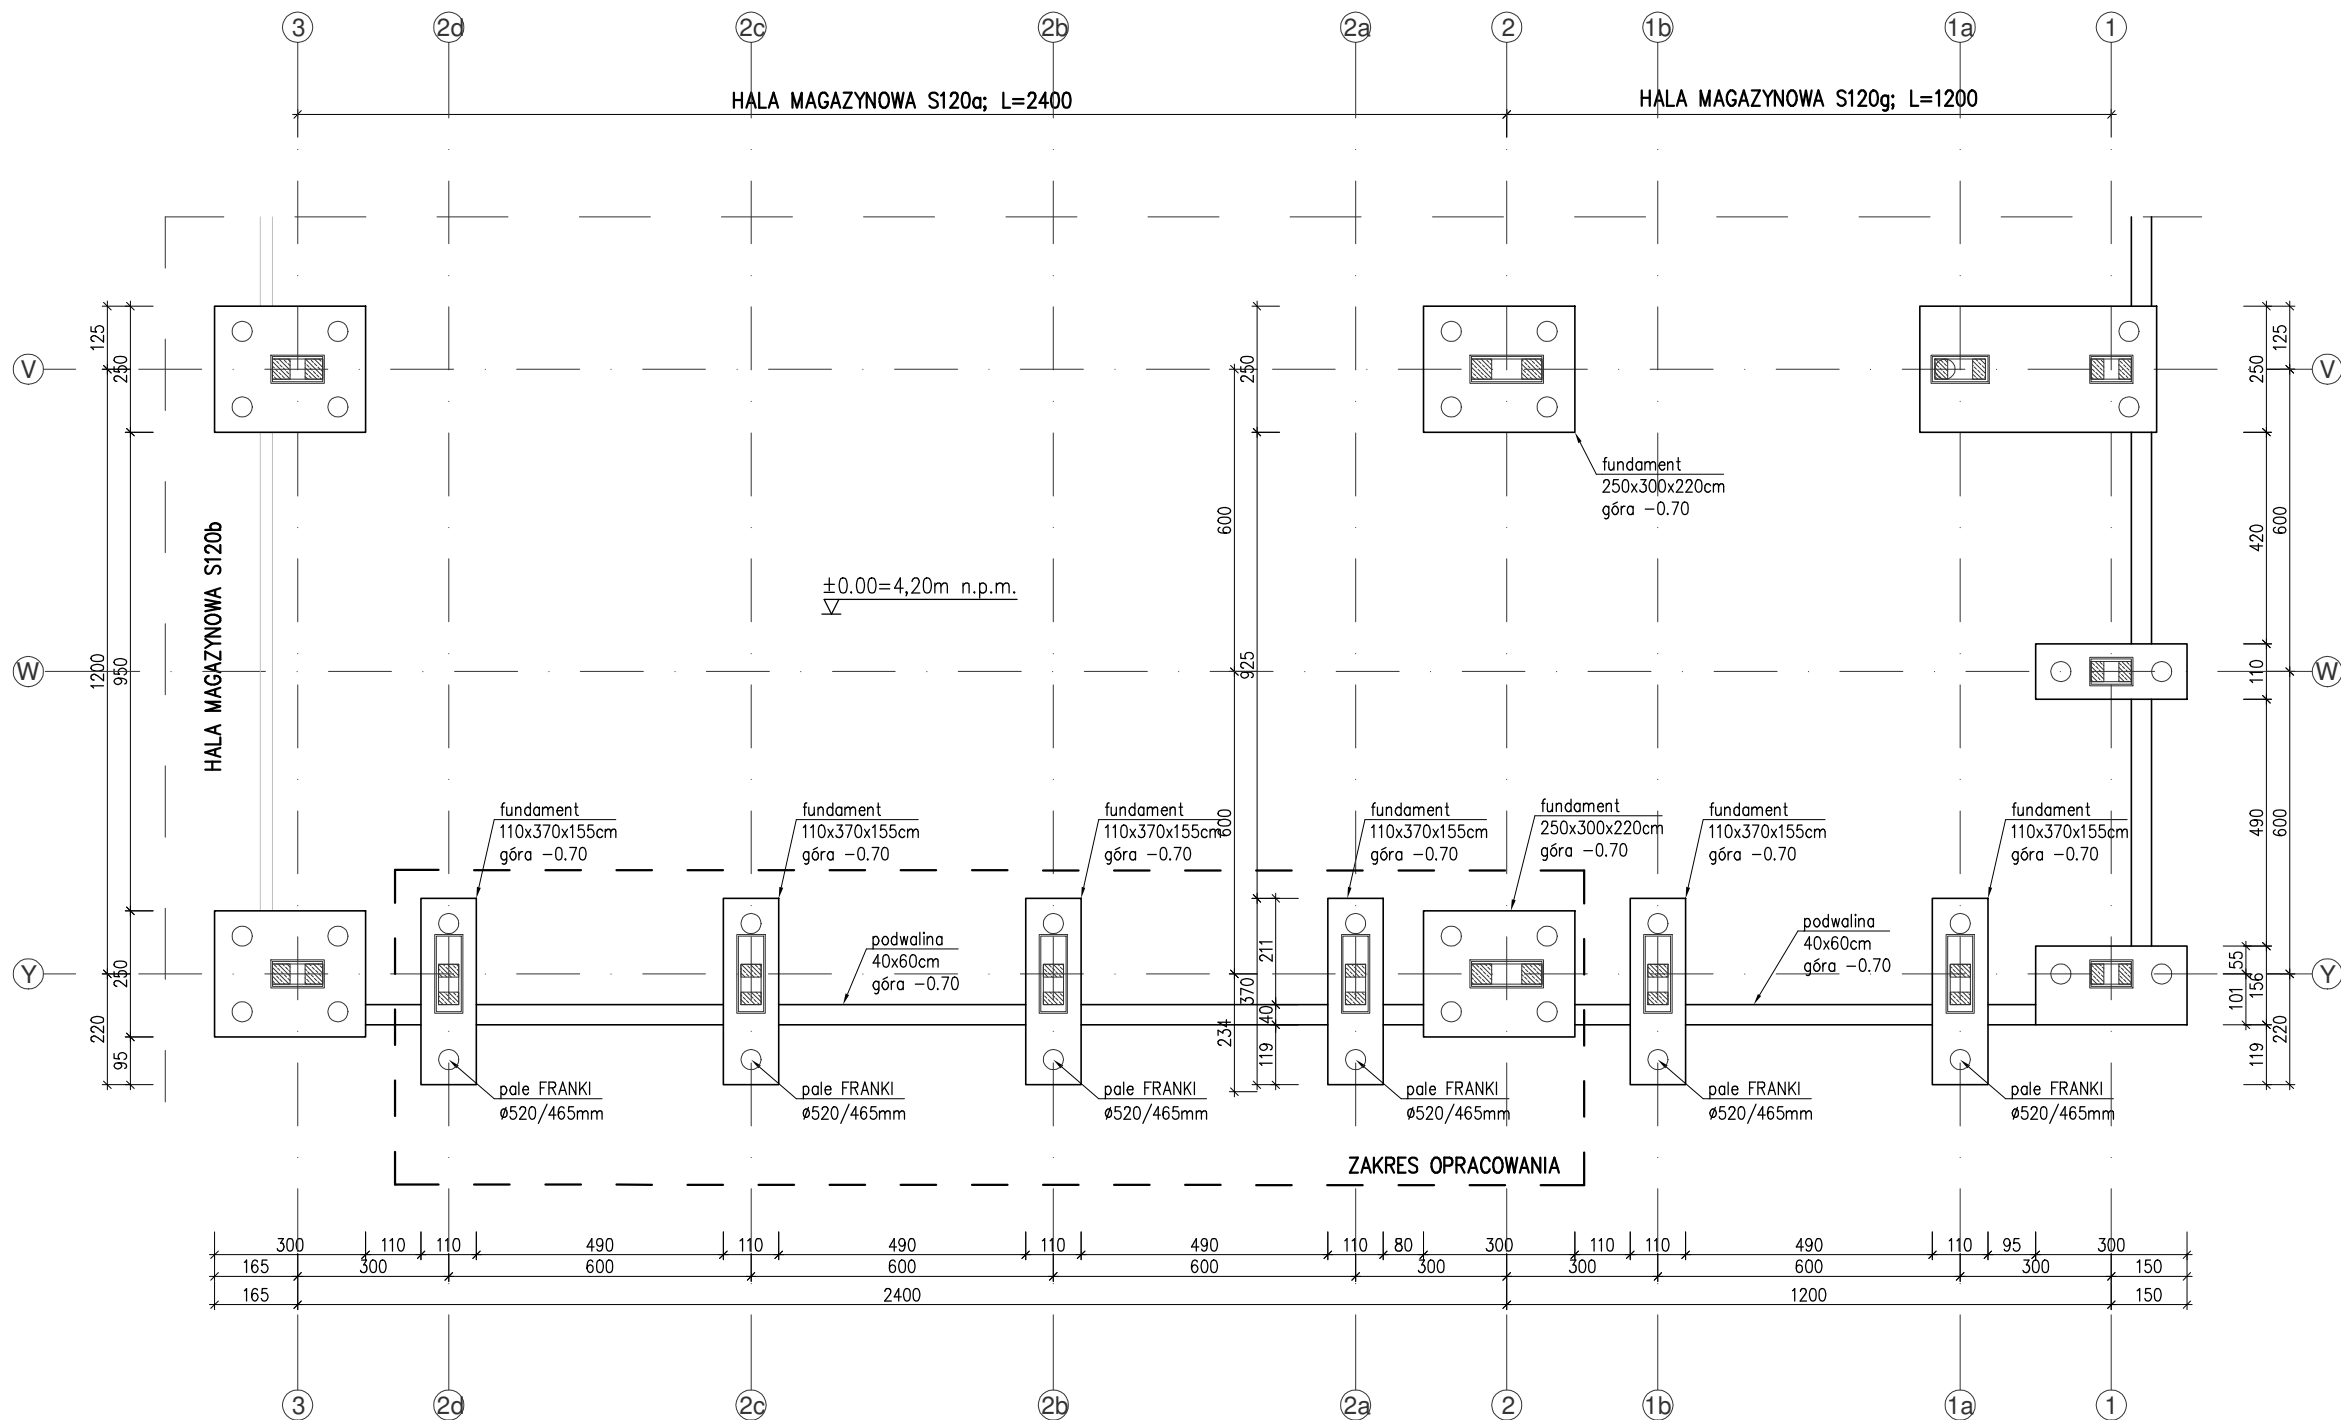 3 2d 2c 2b 2a 2 1b 1a 1
HALA MAGAZYNOWA S120a; L=2400
HALA MAGAZYNOWA S120g; L=1200
125
250
V
250
250
125
V
fundament
250x300x220cm
góra -0.70
600
420
600
HALA MAGAZYNOWA S120b
±0.00=4,20m n.p.m.
W
1200
950
925
110
W
600
490
600
fundament
110x370x155cm
góra -0.70
fundament
110x370x155cm
góra -0.70
fundament
110x370x155cm
góra -0.70
fundament
110x370x155cm
góra -0.70
fundament
250x300x220cm
góra -0.70
fundament
110x370x155cm
góra -0.70
fundament
110x370x155cm
góra -0.70
podwalina
40x60cm
góra -0.70
podwalina
40x60cm
góra -0.70
Y
250
220
95
211
370
40
234
119
55
101
156
119
220
Y
pale FRANKI
ø520/465mm
pale FRANKI
ø520/465mm
pale FRANKI
ø520/465mm
pale FRANKI
ø520/465mm
pale FRANKI
ø520/465mm
pale FRANKI
ø520/465mm
ZAKRES OPRACOWANIA
300 110 110 490 110 490 110 490 110 80 300 110 110 490 110 95 300
165 300 600 600 600 300 300 600 300 150
165 2400 1200 150
3 2d 2c 2b 2a 2 1b 1a 1